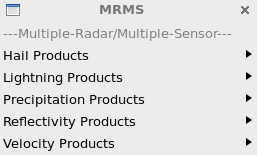 MRMS
---Multiple-Radar/Multiple-Sensor---
Hail Products
Lightning Products
Precipitation Products
Reflectivity Products
Velocity Products